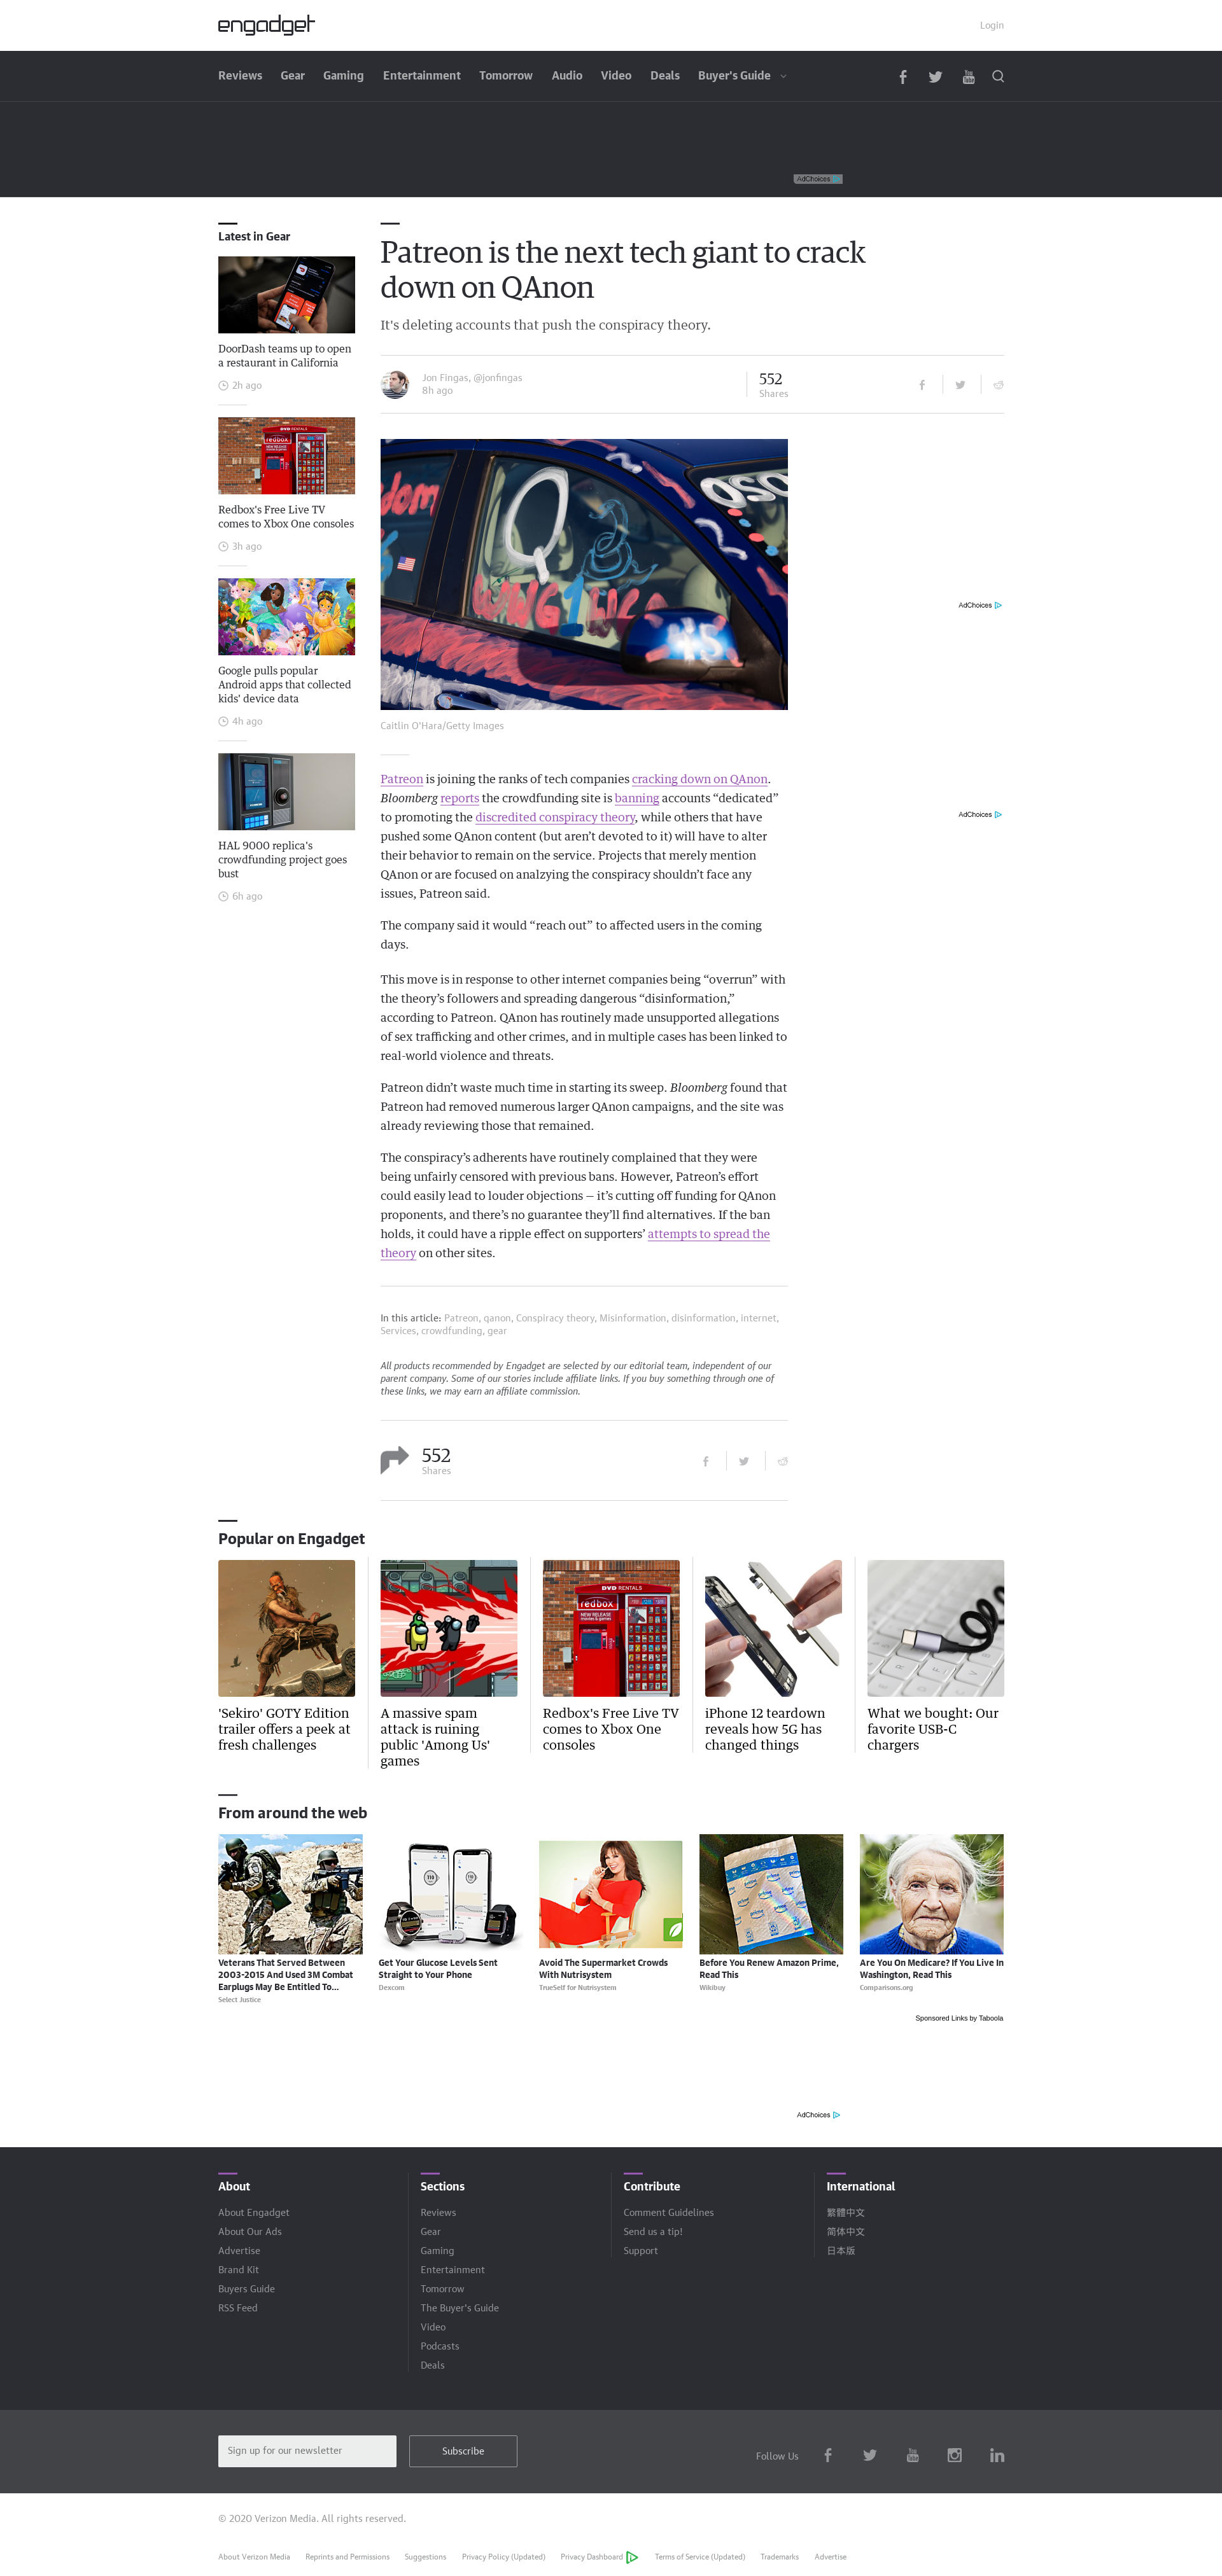 engadget
Login
Reviews Gear Gaming Entertainment Tomorrow Audio Video Deals Buyer's Guide
AdChoices
Latest in Gear
DoorDash teams up to open
a restaurant in California
2h ago
Redbox's Free Live TV
comes to Xbox One consoles
3h ago
Google pulls popular
Android apps that collected
kids' device data
4h ago
HAL 9000 replica's
crowdfunding project goes
bust
6h ago
Patreon is the next tech giant to crack
down on QAnon
It's deleting accounts that push the conspiracy theory.
Jon Fingas, @jonfingas
8h ago
552
Shares
Caitlin O'Hara/Getty Images
AdChoices
AdChoices
Patreon is joining the ranks of tech companies cracking down on QAnon.
Bloomberg reports the crowdfunding site is banning accounts “dedicated”
to promoting the discredited conspiracy theory, while others that have
pushed some QAnon content (but aren’t devoted to it) will have to alter
their behavior to remain on the service. Projects that merely mention
QAnon or are focused on analzying the conspiracy shouldn’t face any
issues, Patreon said.
The company said it would “reach out” to affected users in the coming
days.
This move is in response to other internet companies being “overrun” with
the theory’s followers and spreading dangerous “disinformation,”
according to Patreon. QAnon has routinely made unsupported allegations
of sex trafficking and other crimes, and in multiple cases has been linked to
real-world violence and threats.
Patreon didn’t waste much time in starting its sweep. Bloomberg found that
Patreon had removed numerous larger QAnon campaigns, and the site was
already reviewing those that remained.
The conspiracy’s adherents have routinely complained that they were
being unfairly censored with previous bans. However, Patreon’s effort
could easily lead to louder objections — it’s cutting off funding for QAnon
proponents, and there’s no guarantee they’ll find alternatives. If the ban
holds, it could have a ripple effect on supporters’ attempts to spread the
theory on other sites.
In this article: Patreon, qanon, Conspiracy theory, Misinformation, disinformation, internet,
Services, crowdfunding, gear
All products recommended by Engadget are selected by our editorial team, independent of our
parent company. Some of our stories include affiliate links. If you buy something through one of
these links, we may earn an affiliate commission.
552
Shares
Popular on Engadget
DVD RENTALS
redbox
NEW RELEASE
'Sekiro' GOTY Edition
trailer offers a peek at
fresh challenges
A massive spam
attack is ruining
public 'Among Us'
games
Redbox's Free Live TV
comes to Xbox One
consoles
iPhone 12 teardown
reveals how 5G has
changed things
What we bought: Our
favorite USB-C
chargers
From around the web
Veterans That Served Between
2003-2015 And Used 3M Combat
Earplugs May Be Entitled To...
Select Justice
Get Your Glucose Levels Sent
Straight to Your Phone
Dexcom
Avoid The Supermarket Crowds
With Nutrisystem
TrueSelf for Nutrisystem
Before You Renew Amazon Prime,
Read This
Wikibuy
Are You On Medicare? If You Live In
Washington, Read This
Comparisons.org
Sponsored Links by Taboola
AdChoices
About
About Engadget
About Our Ads
Advertise
Brand Kit
Buyers Guide
RSS Feed
Sections
Reviews
Gear
Gaming
Entertainment
Tomorrow
The Buyer's Guide
Video
Podcasts
Deals
Contribute
Comment Guidelines
Send us a tip!
Support
International
繁體中文
简体中文
日本版
Sign up for our newsletter
Subscribe
Follow Us
© 2020 Verizon Media. All rights reserved.
About Verizon Media Reprints and Permissions Suggestions Privacy Policy (Updated) Privacy Dashboard Terms of Service (Updated) Trademarks Advertise